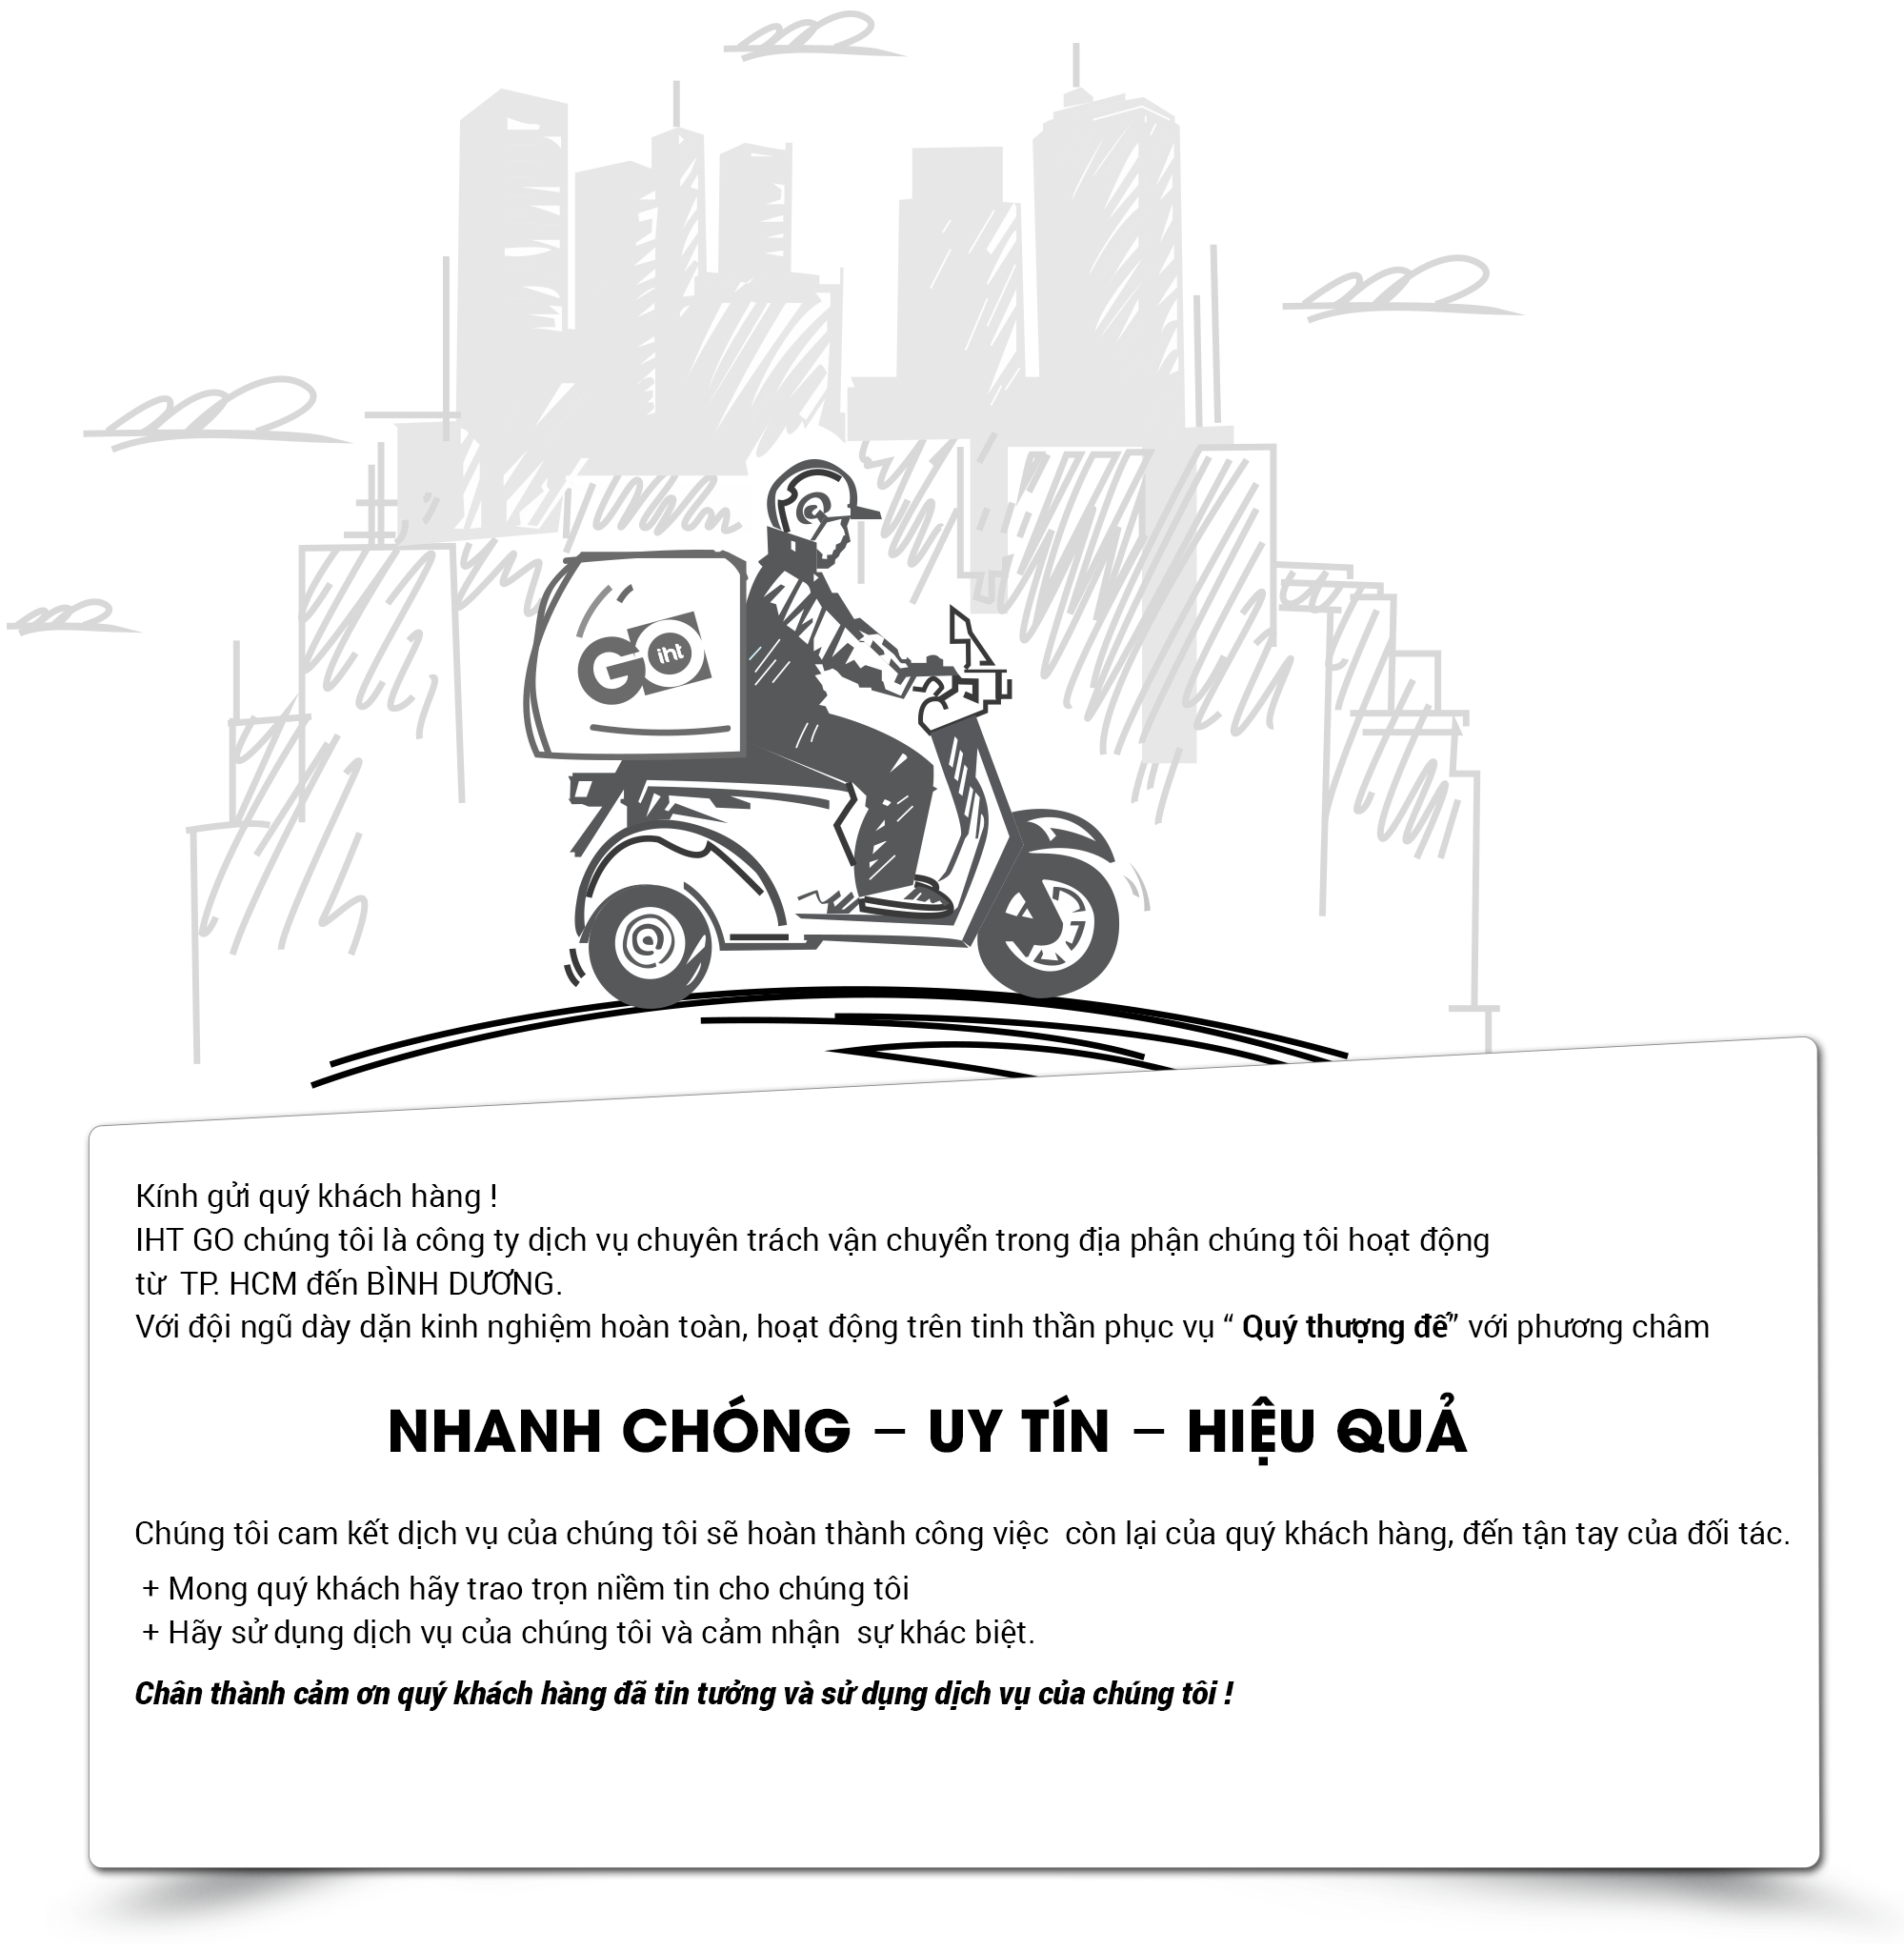 GO
iht
Kính gửi quý khách hàng !
IHT GO chúng tôi là công ty dịch vụ chuyên trách vận chuyển trong địa phận chúng tôi hoạt động
từ  TP. HCM đến BÌNH DƯƠNG.
Với đội ngũ dày dặn kinh nghiệm hoàn toàn, hoạt động trên tinh thần phục vụ “ Quý thượng đế” với phương châm
NHANH CHÓNG – UY TÍN – HIỆU QUẢ
Chúng tôi cam kết dịch vụ của chúng tôi sẽ hoàn thành công việc  còn lại của quý khách hàng, đến tận tay của đối tác.
+ Mong quý khách hãy trao trọn niềm tin cho chúng tôi
+ Hãy sử dụng dịch vụ của chúng tôi và cảm nhận  sự khác biệt.
Chân thành cảm ơn quý khách hàng đã tin tưởng và sử dụng dịch vụ của chúng tôi !